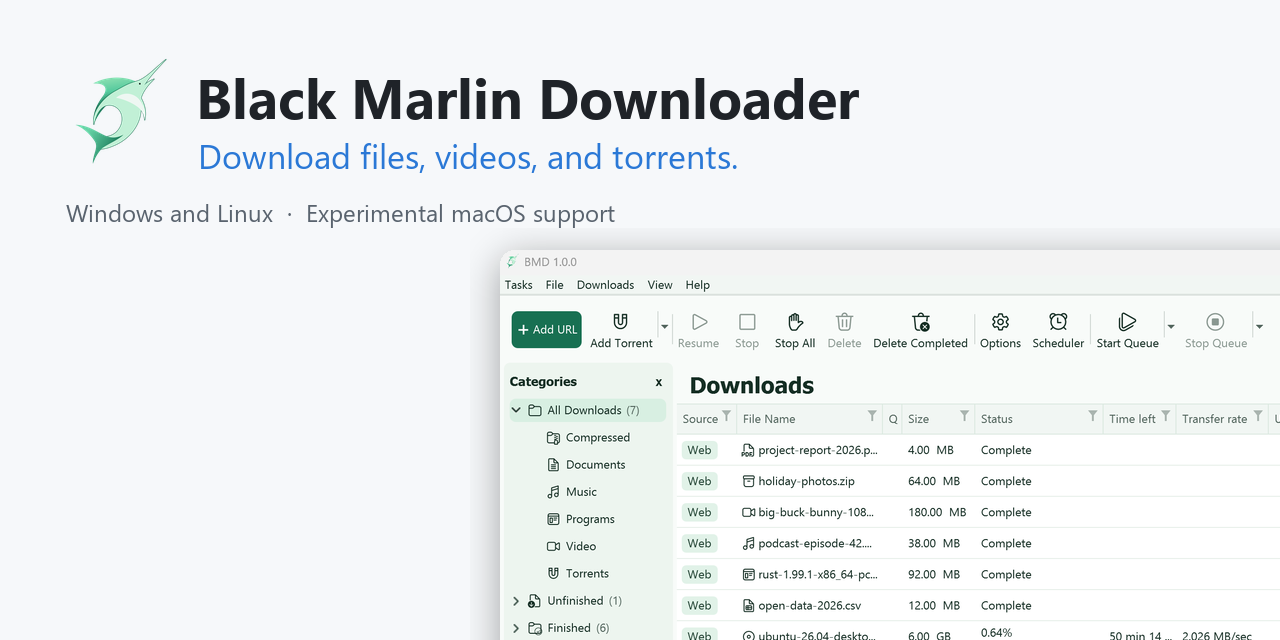 Black Marlin Downloader
Download files, videos, and torrents.
Windows and Linux · Experimental macOS support
BMD 1.0.0
Tasks File Downloads View Help
+ Add URL Add Torrent Resume Stop Stop All Delete Delete Completed Options Scheduler Start Queue Stop Queue
Categories x
All Downloads (7)
Compressed
Documents
Music
Programs
Video
Torrents
Unfinished (1)
Finished (6)
Downloads
Source File Name Q Size Status Time left Transfer rate
Web project-report-2026.p... 4.00 MB Complete
Web holiday-photos.zip 64.00 MB Complete
Web big-buck-bunny-108... 180.00 MB Complete
Web podcast-episode-42.... 38.00 MB Complete
Web rust-1.99.1-x86_64-pc... 92.00 MB Complete
Web open-data-2026.csv 12.00 MB Complete
Web ubuntu-26.04-deskto... 6.00 GB 0.64% 50 min 14 ... 2.026 MB/sec